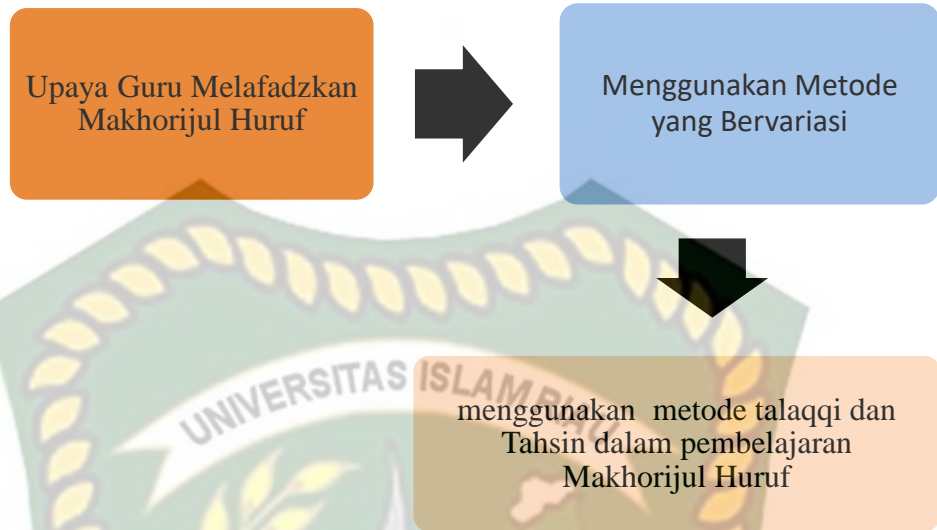 Upaya Guru Melafadzkan
Makhorijul Huruf
Menggunakan Metode
yang Bervariasi
UNIVERSITAS ISLAM RIAU
menggunakan metode talaqqi dan
Tahsin dalam pembelajaran
Makhorijul Huruf